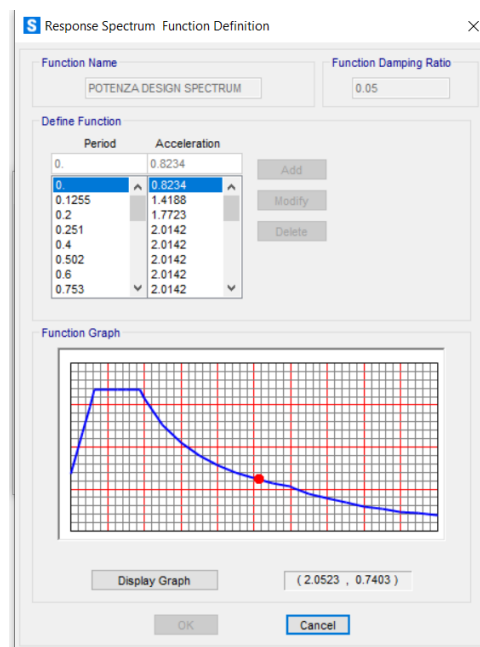 S Response Spectrum Function Definition
Function Name
Function Damping Ratio
POTENZA DESIGN SPECTRUM
0.05
Define Function
Period Acceleration
0. 0.8234
Add
0. 0.8234
0.1255 1.4188
Modify
0.2 1.7723
0.251 2.0142
Delete
0.4 2.0142
0.502 2.0142
0.6 2.0142
0.753 2.0142
Function Graph
Display Graph
( 2.0523 , 0.7403 )
OK
Cancel